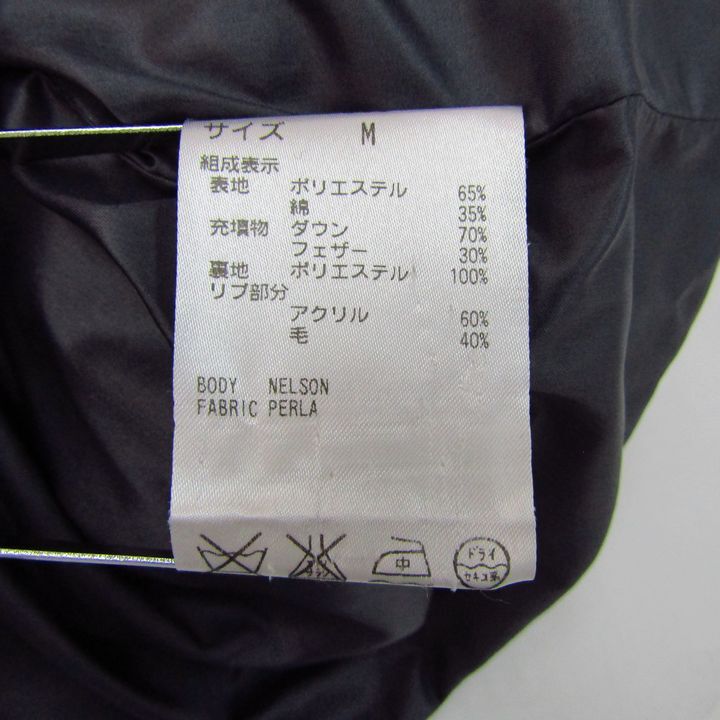 サイズ M
組成表示
表地 ポリエステル 65%
綿 35%
充填物 ダウン 70%
フェザー 30%
裏地 ポリエステル 100%
リブ部分
アクリル 60%
毛 40%
BODY NELSON
FABRIC PERLA
中
ドライ
セキユ系